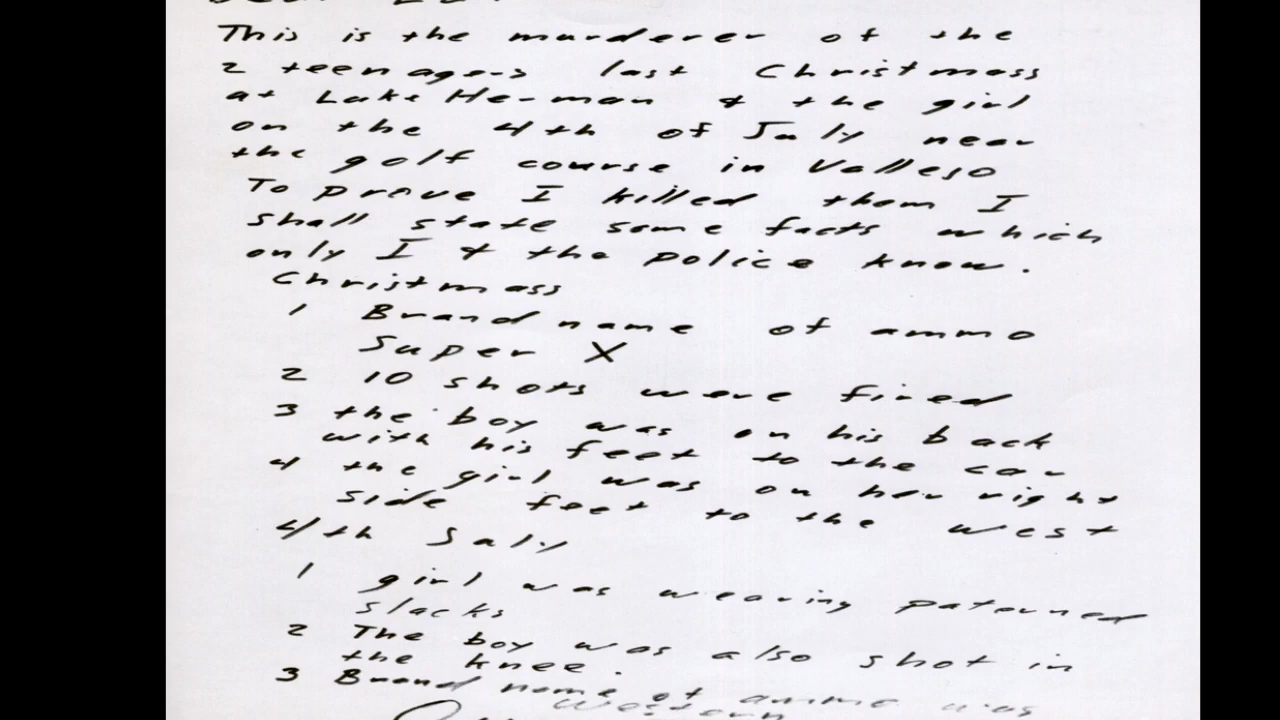 This is the murderer of the
2 teenagers last Christmass
at Lake Herman & the girl
on the 4th of July near
the golf course in Vallejo
To prove I killed them I
shall state some facts which
only I & the police know.
Christmass
1 Brand name of ammo
Super X
2 10 shots were fired
3 the boy was on his back
with his feet to the car
4 the girl was on her right
side feet to the west
4th July
1 girl was wearing paterned
slacks
2 The boy was also shot in
the knee.
3 Brand name of ammo was
Western